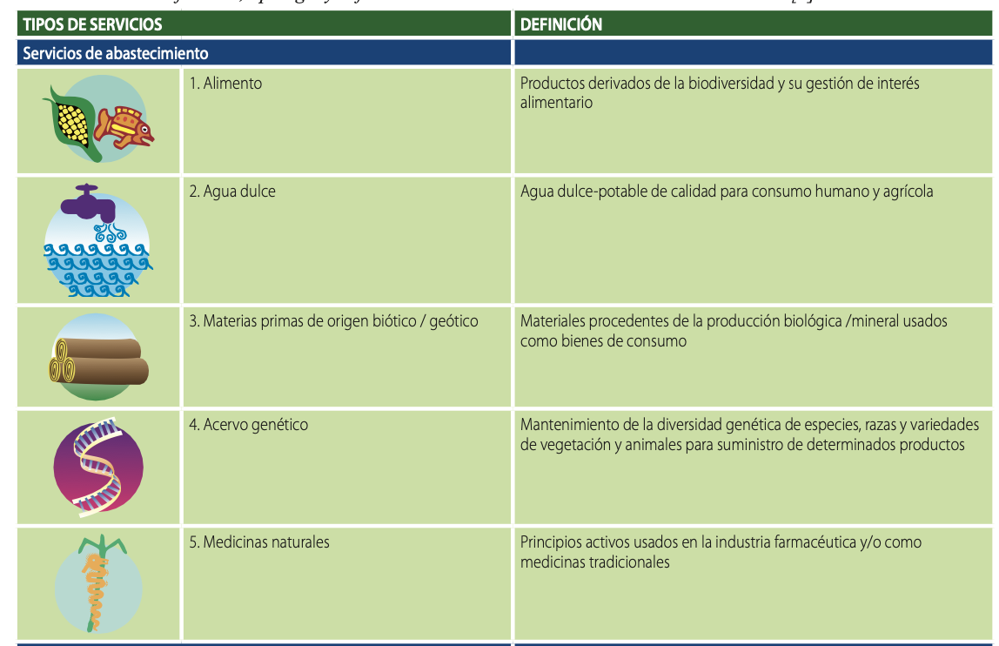 TIPOS DE SERVICIOS
DEFINICIÓN
Servicios de abastecimiento
1. Alimento
Productos derivados de la biodiversidad y su gestión de interés
alimentario
2. Agua dulce
Agua dulce-potable de calidad para consumo humano y agrícola
3. Materias primas de origen biótico / geótico
Materiales procedentes de la producción biológica /mineral usados
como bienes de consumo
4. Acervo genético
Mantenimiento de la diversidad genética de especies, razas y variedades
de vegetación y animales para suministro de determinados productos
5. Medicinas naturales
Principios activos usados en la industria farmacéutica y/o como
medicinas tradicionales